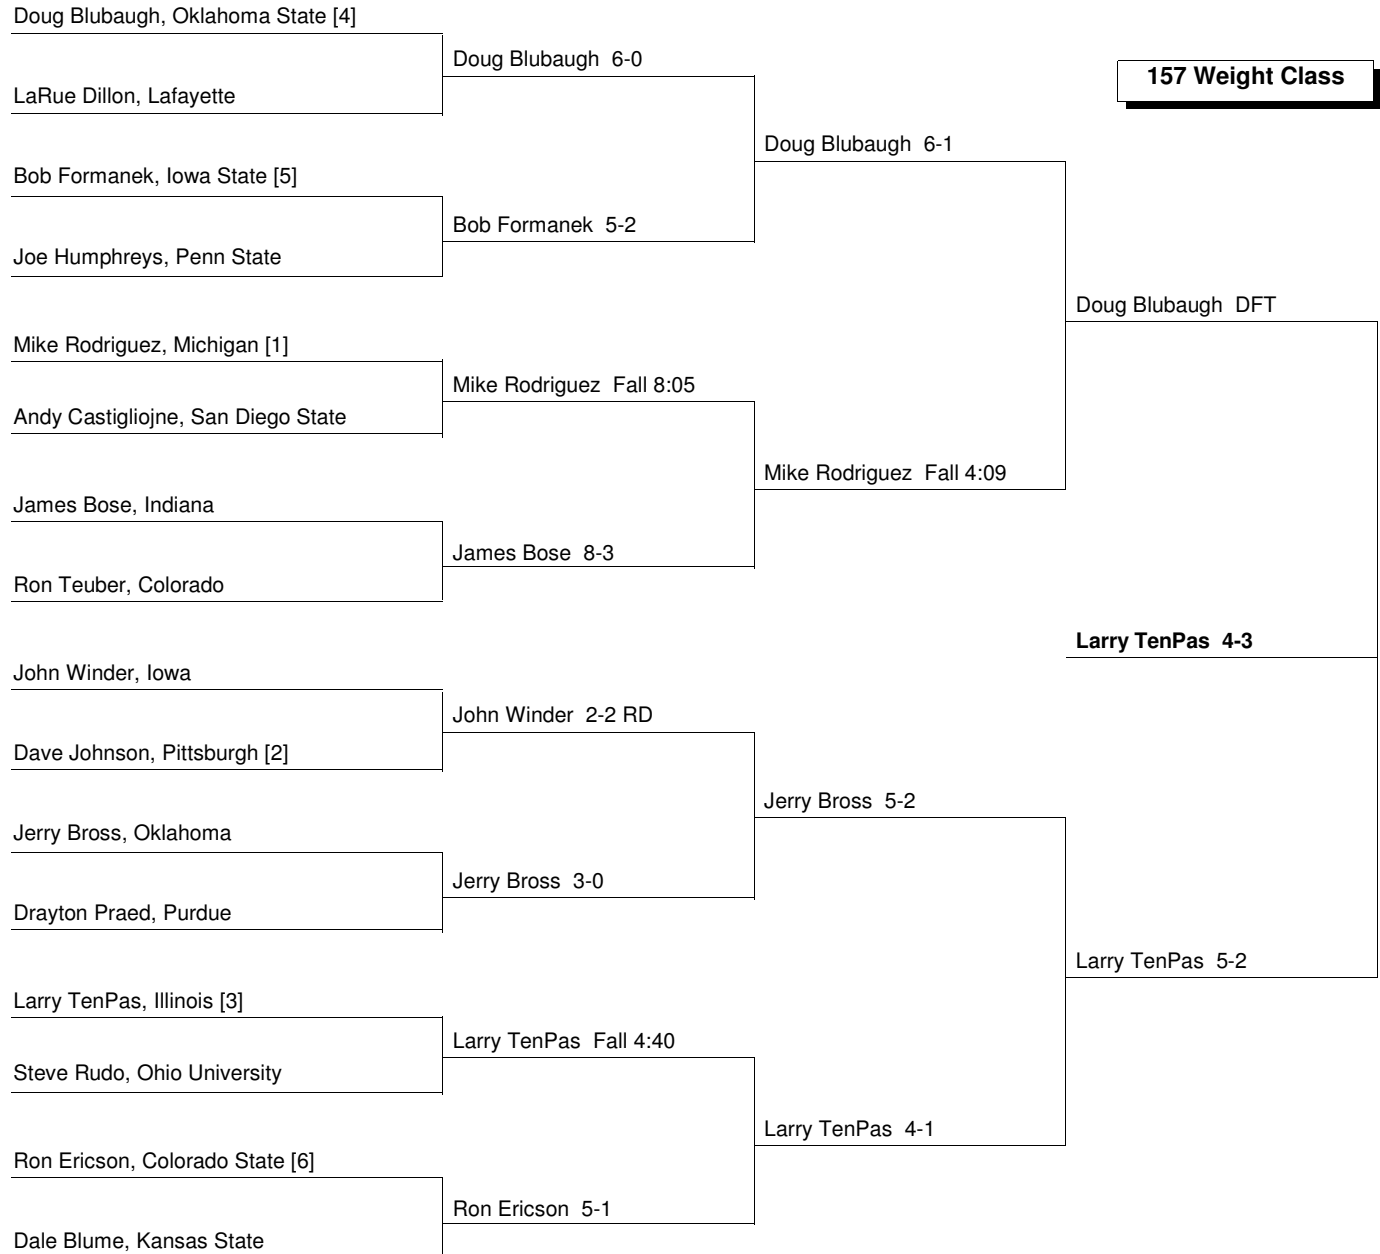 Doug Blubaugh, Oklahoma State [4]
Doug Blubaugh  6-0
157 Weight Class
LaRue Dillon, Lafayette
Doug Blubaugh  6-1
Bob Formanek, Iowa State [5]
Bob Formanek  5-2
Joe Humphreys, Penn State
Doug Blubaugh  DFT
Mike Rodriguez, Michigan [1]
Mike Rodriguez  Fall 8:05
Andy Castigliojne, San Diego State
Mike Rodriguez  Fall 4:09
James Bose, Indiana
James Bose  8-3
Ron Teuber, Colorado
Larry TenPas  4-3
John Winder, Iowa
John Winder  2-2 RD
Dave Johnson, Pittsburgh [2]
Jerry Bross  5-2
Jerry Bross, Oklahoma
Jerry Bross  3-0
Drayton Praed, Purdue
Larry TenPas  5-2
Larry TenPas, Illinois [3]
Larry TenPas  Fall 4:40
Steve Rudo, Ohio University
Larry TenPas  4-1
Ron Ericson, Colorado State [6]
Ron Ericson  5-1
Dale Blume, Kansas State